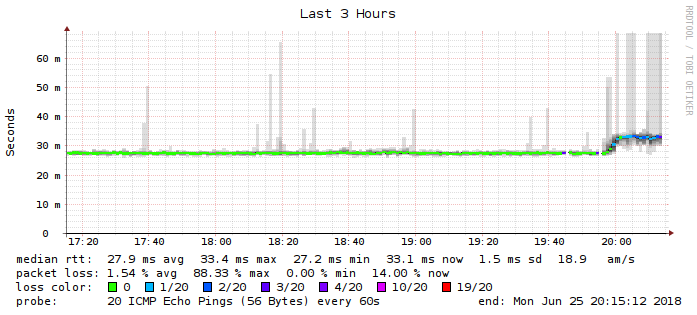 Last 3 Hours
RRDTOOL / TOBI OETIKER
Seconds
60 m
50 m
40 m
30 m
20 m
10 m
0
17:20 17:40 18:00 18:20 18:40 19:00 19:20 19:40 20:00
median rtt: 27.9 ms avg 33.4 ms max 27.2 ms min 33.1 ms now 1.5 ms sd 18.9 am/s
packet loss: 1.54 % avg 88.33 % max 0.00 % min 14.00 % now
loss color: 0 1/20 2/20 3/20 4/20 10/20 19/20
probe: 20 ICMP Echo Pings (56 Bytes) every 60s end: Mon Jun 25 20:15:12 2018